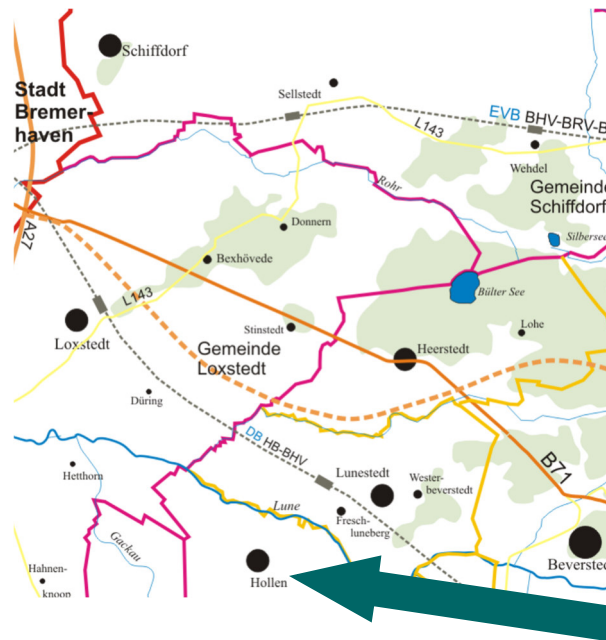 Schiffdorf
Stadt
Bremer-
haven
Sellstedt
EVB BHV-BRV-B
L143
Wehdel
Gemeinde
Schiffdorf
Rohr
A27
Donnern
Silbersee
Bexhövede
L143
Bülter See
Loxstedt
Stinstedt
Lohe
Gemeinde
Loxstedt
Heerstedt
Düring
DB HB-BHV
B71
Hetthorn
Lunestedt
Wester-
beverstedt
Lune
Fresch-
luneberg
Gackau
Hahnen-
knoop
Hollen
Beverstedt